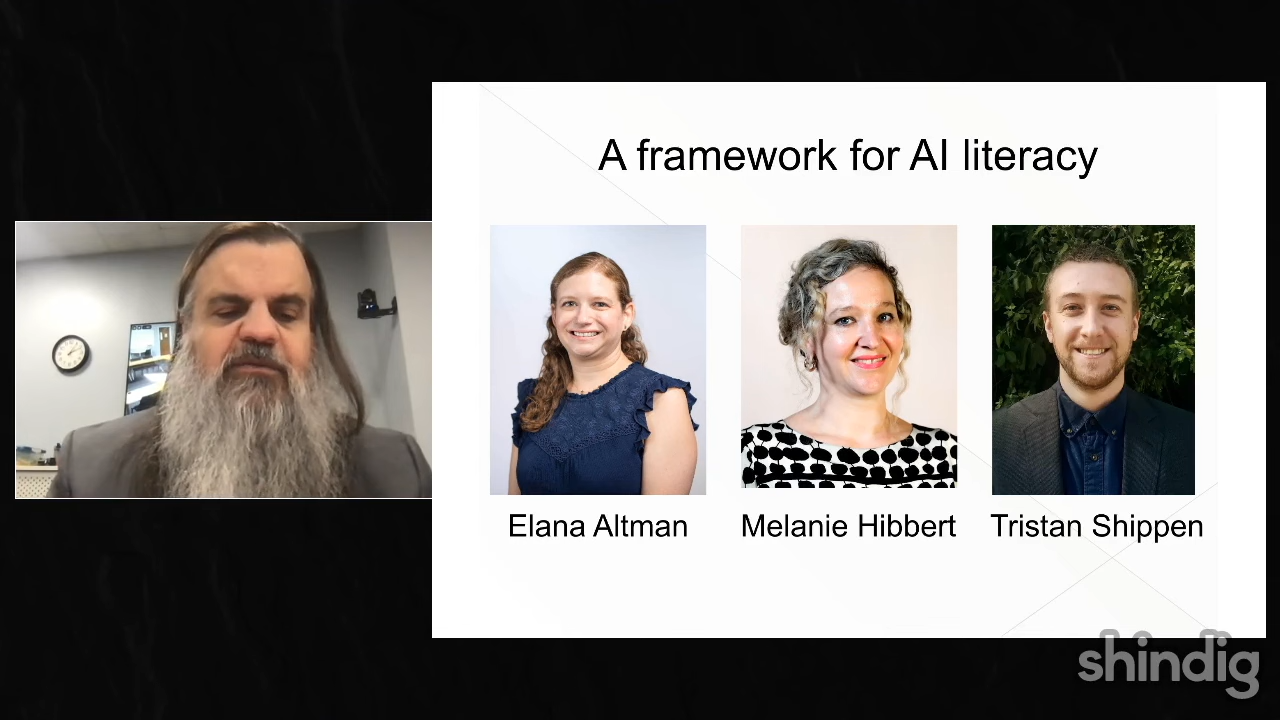 A framework for AI literacy
Elana Altman
Melanie Hibbert
Tristan Shippen
shindig